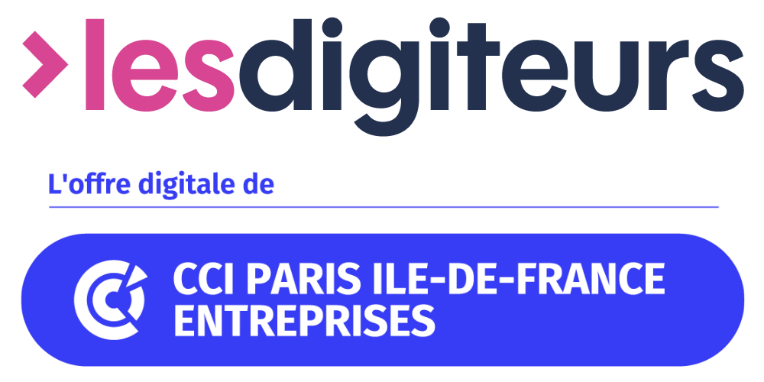 lesdigiteurs
L'offre digitale de
CCI PARIS ILE-DE-FRANCE
ENTREPRISES